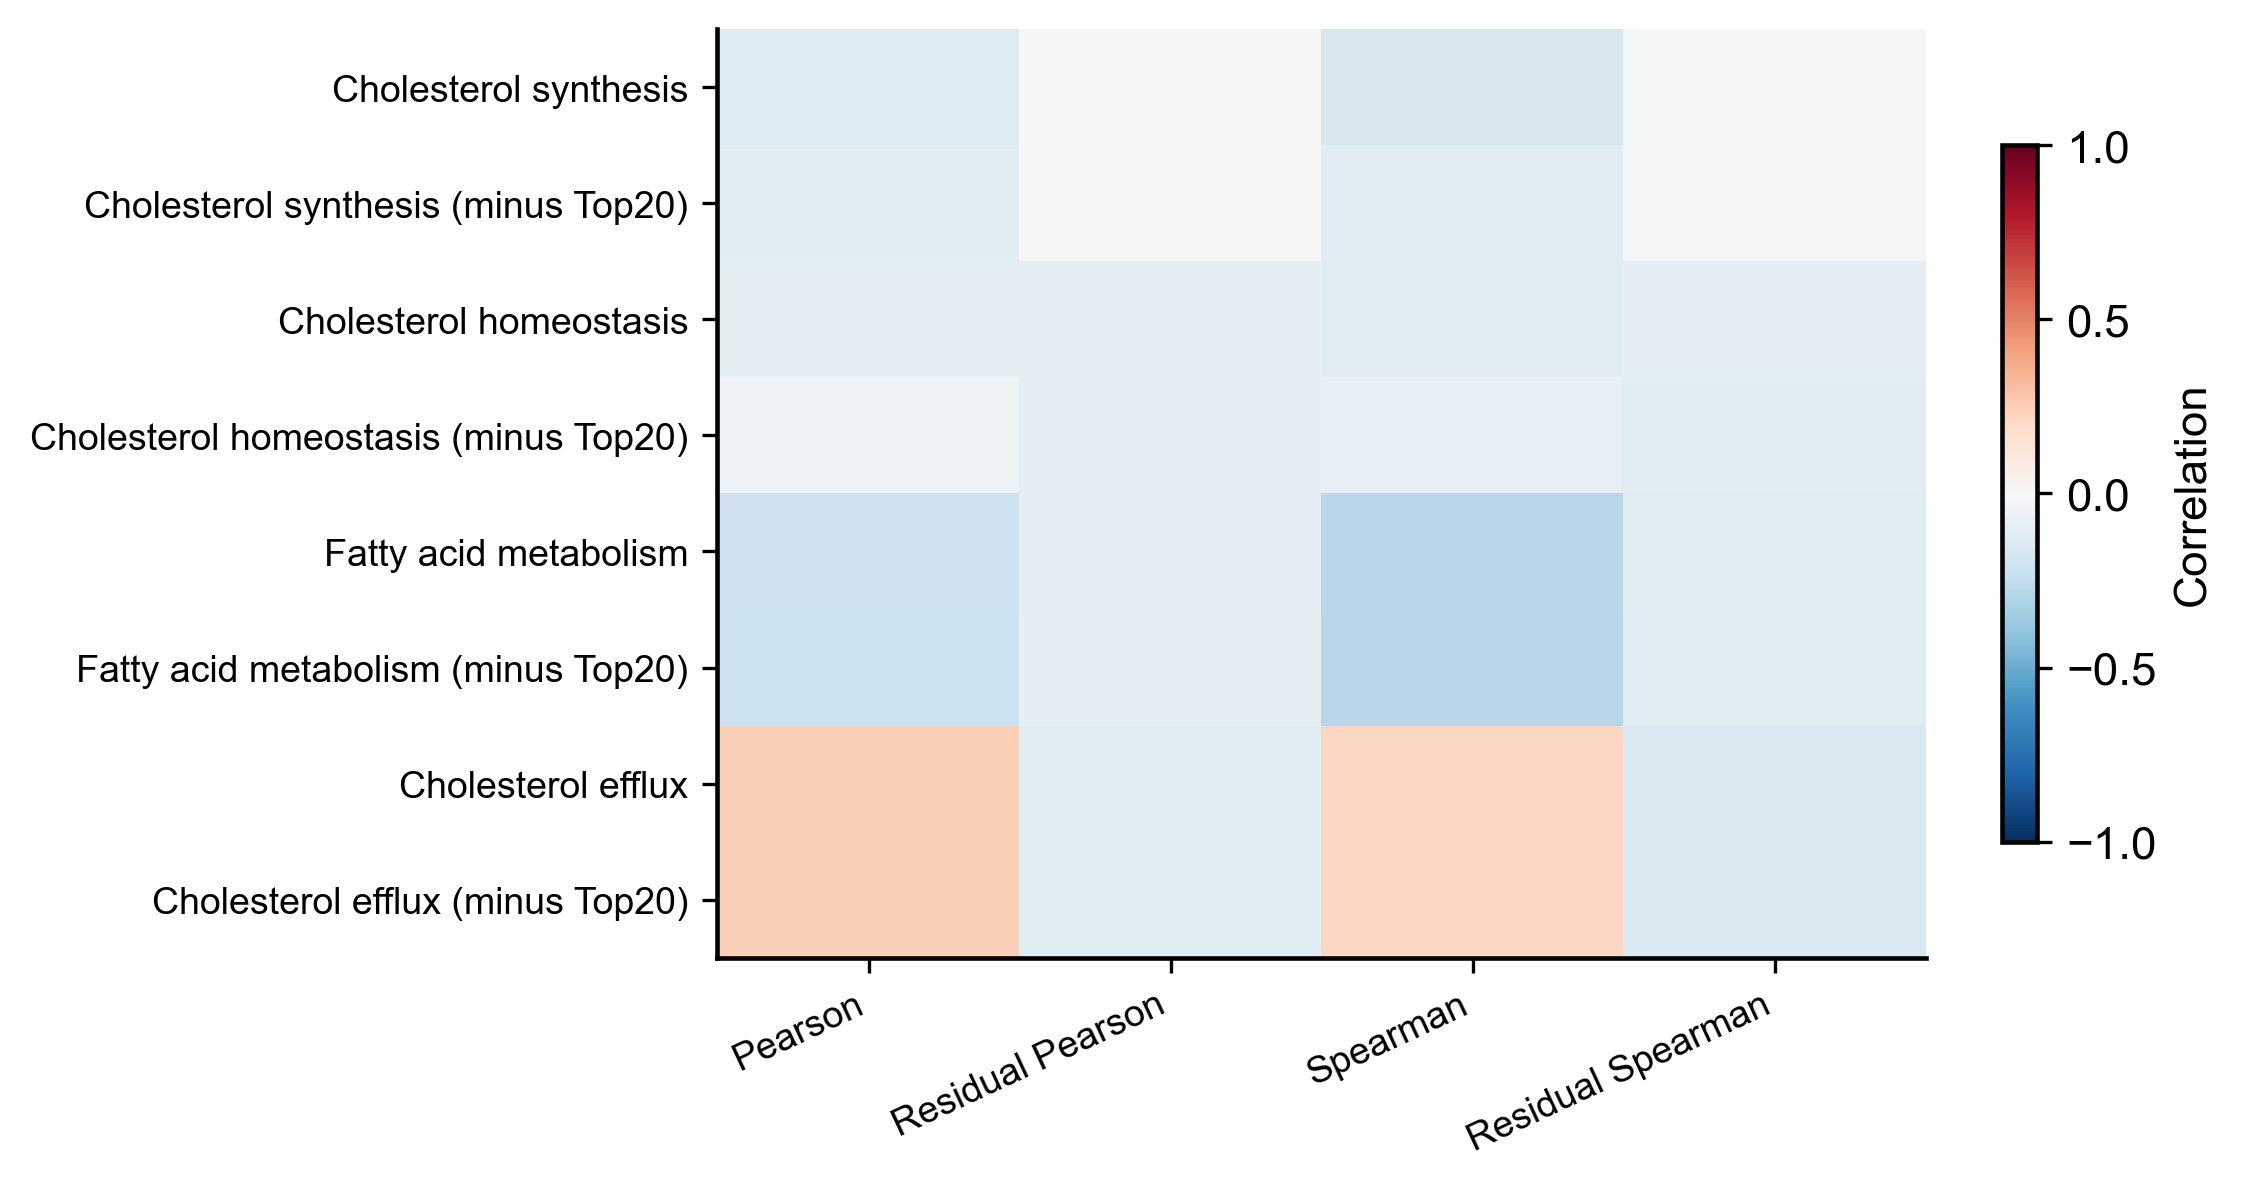 Cholesterol synthesis
Cholesterol synthesis (minus Top20)
Cholesterol homeostasis
Cholesterol homeostasis (minus Top20)
Fatty acid metabolism
Fatty acid metabolism (minus Top20)
Cholesterol efflux
Cholesterol efflux (minus Top20)
Pearson
Residual Pearson
Spearman
Residual Spearman
1.0
0.5
0.0
−0.5
−1.0
Correlation